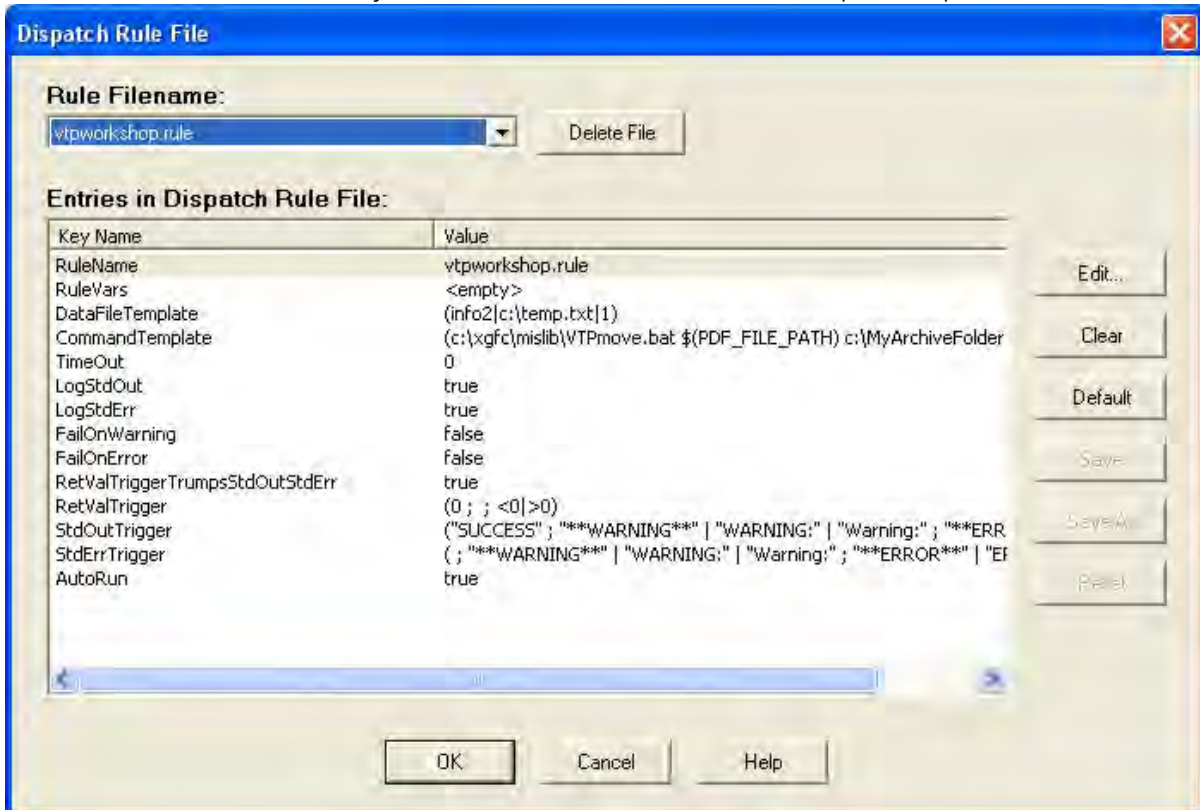 Dispatch Rule File
Rule Filename:
vtpworkshop.rule
Delete File
Entries in Dispatch Rule File:
Key Name Value
RuleName vtpworkshop.rule
RuleVars <empty>
DataFileTemplate (info2|c:\temp.txt|1)
CommandTemplate (c:\xgfc\mislib\VTPmove.bat $(PDF_FILE_PATH) c:\MyArchiveFolder
TimeOut 0
LogStdOut true
LogStdErr true
FailOnWarning false
FailOnError false
RetValTriggerTrumpsStdOutStdErr true
RetValTrigger (0 ; ; <0|>0)
StdOutTrigger ("SUCCESS" ; "**WARNING**" | "WARNING:" | "Warning:" ; "**ERR
StdErrTrigger ( ; "**WARNING**" | "WARNING:" | "Warning:" ; "**ERROR**" | "EF
AutoRun true
Edit...
Clear
Default
Save
Save As
Reset
OK Cancel Help